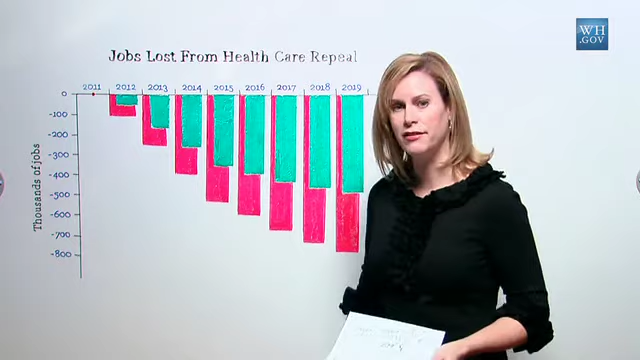 WH
.GOV
Jobs Lost From Health Care Repeal
2011 2012 2013 2014 2015 2016 2017 2018 2019
0
-100
-200
-300
-400
-500
-600
-700
-800
Thousands of jobs